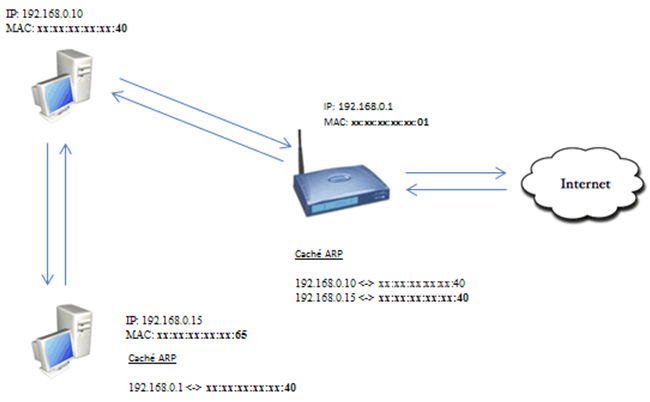 IP: 192.168.0.10
MAC: xx:xx:xx:xx:xx:40
IP: 192.168.0.1
MAC: xx:xx:xx:xx:xx:01
Internet
Caché ARP
192.168.0.10 <-> xx:xx:xx:xx:xx:40
192.168.0.15 <-> xx:xx:xx:xx:xx:40
IP: 192.168.0.15
MAC: xx:xx:xx:xx:xx:65
Caché ARP
192.168.0.1 <-> xx:xx:xx:xx:xx:40